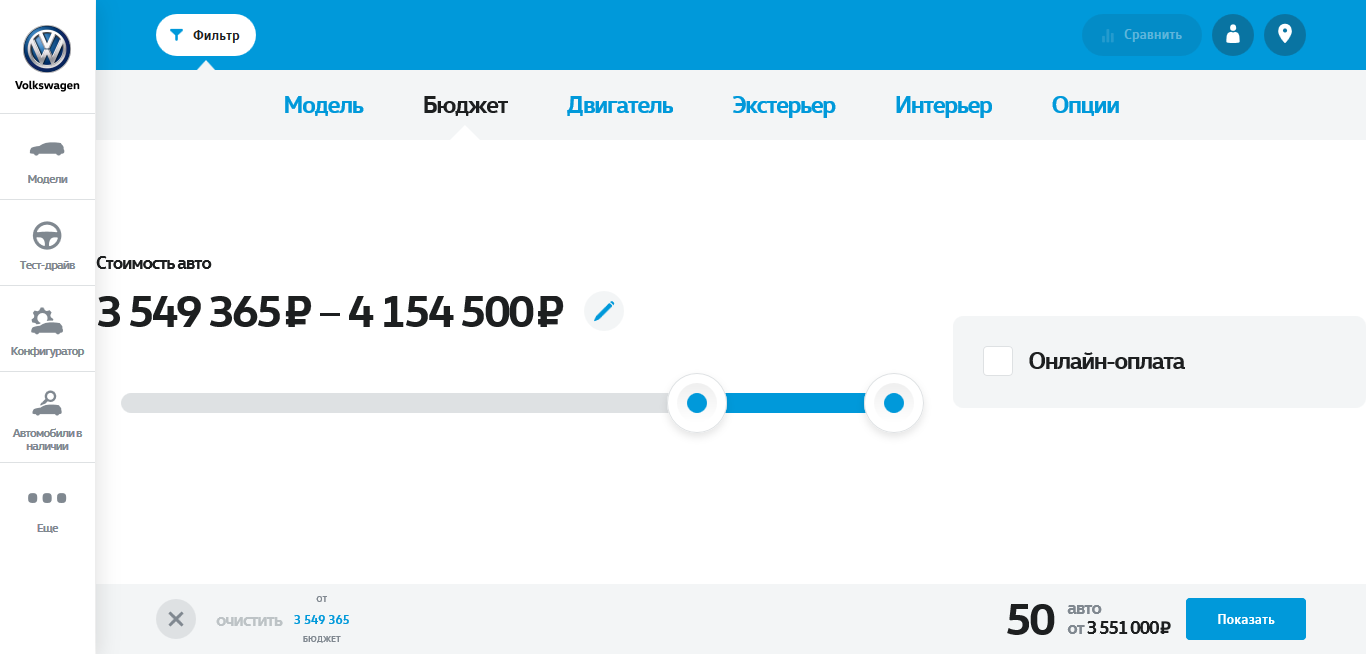 Volkswagen
Модели
Тест-драйв
Конфигуратор
Автомобили в
наличии
Еще
Фильтр
Сравнить
Модель
Бюджет
Двигатель
Экстерьер
Интерьер
Опции
Стоимость авто
3 549 365 ₽ – 4 154 500 ₽
Онлайн-оплата
ОЧИСТИТЬ
ОТ
3 549 365
БЮДЖЕТ
50
авто
от 3 551 000 ₽
Показать